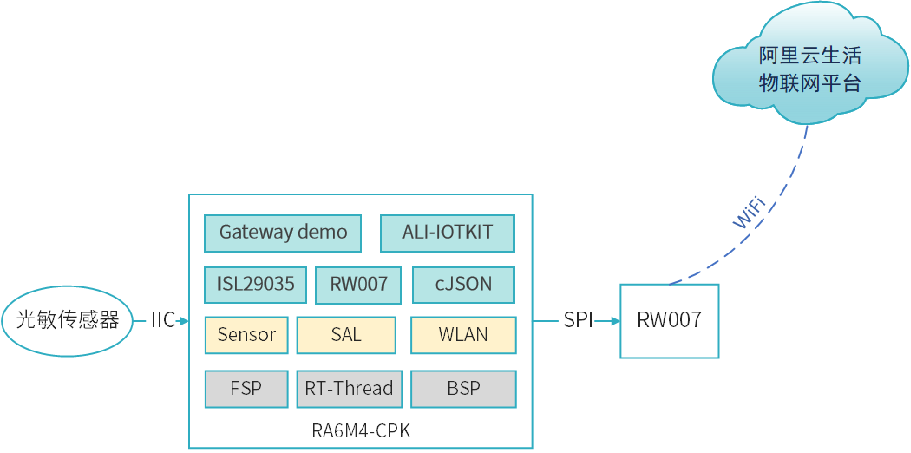 阿里云生活
物联网平台
WiFi
Gateway demo
ALI-IOTKIT
ISL29035
RW007
cJSON
光敏传感器
IIC
Sensor
SAL
WLAN
SPI
RW007
FSP
RT-Thread
BSP
RA6M4-CPK